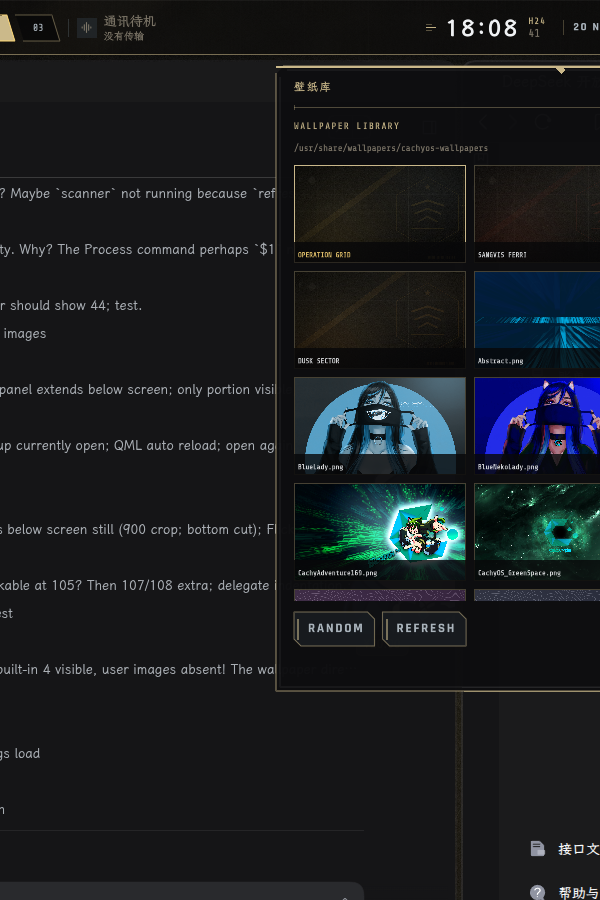 03
通讯待机
没有传输
18:08
H24
41
20 N
壁纸库
WALLPAPER LIBRARY
/usr/share/wallpapers/cachyos-wallpapers
OPERATION GRID
SANGVIS FERRI
DUSK SECTOR
Abstract.png
BlueLady.png
BlueNekoLady.png
CachyAdventure169.png
CachyOS_GreenSpace.png
RANDOM
REFRESH
? Maybe `scanner` not running because `ref
ty. Why? The Process command perhaps `$1
r should show 44; test.
images
panel extends below screen; only portion visi
up currently open; QML auto reload; open ag
s below screen still (900 crop; bottom cut); Fl
kable at 105? Then 107/108 extra; delegate i
est
built-in 4 visible, user images absent! The wa
gs load
n
接口文
帮助与